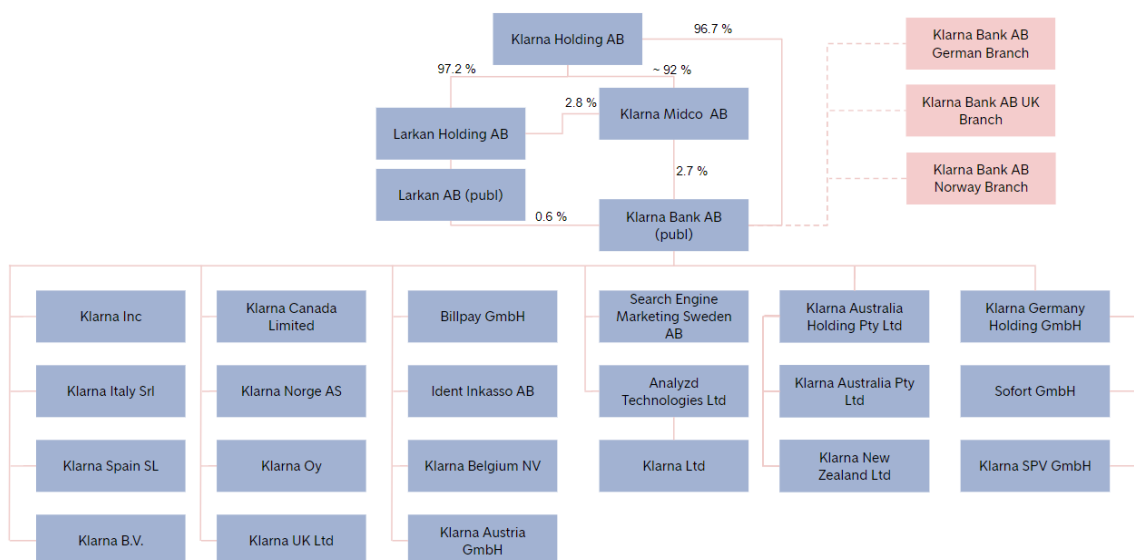 Klarna Holding AB
96.7 %
Klarna Bank AB
German Branch
97.2 %
~ 92 %
Klarna Bank AB UK
Branch
2.8 %
Klarna Midco AB
Larkan Holding AB
Klarna Bank AB
Norway Branch
2.7 %
Larkan AB (publ)
0.6 %
Klarna Bank AB
(publ)
Klarna Inc
Klarna Canada
Limited
Billpay GmbH
Search Engine
Marketing Sweden
AB
Klarna Australia
Holding Pty Ltd
Klarna Germany
Holding GmbH
Klarna Italy Srl
Klarna Norge AS
Ident Inkasso AB
Analyzd
Technologies Ltd
Klarna Australia Pty
Ltd
Sofort GmbH
Klarna Spain SL
Klarna Oy
Klarna Belgium NV
Klarna Ltd
Klarna New
Zealand Ltd
Klarna SPV GmbH
Klarna B.V.
Klarna UK Ltd
Klarna Austria
GmbH